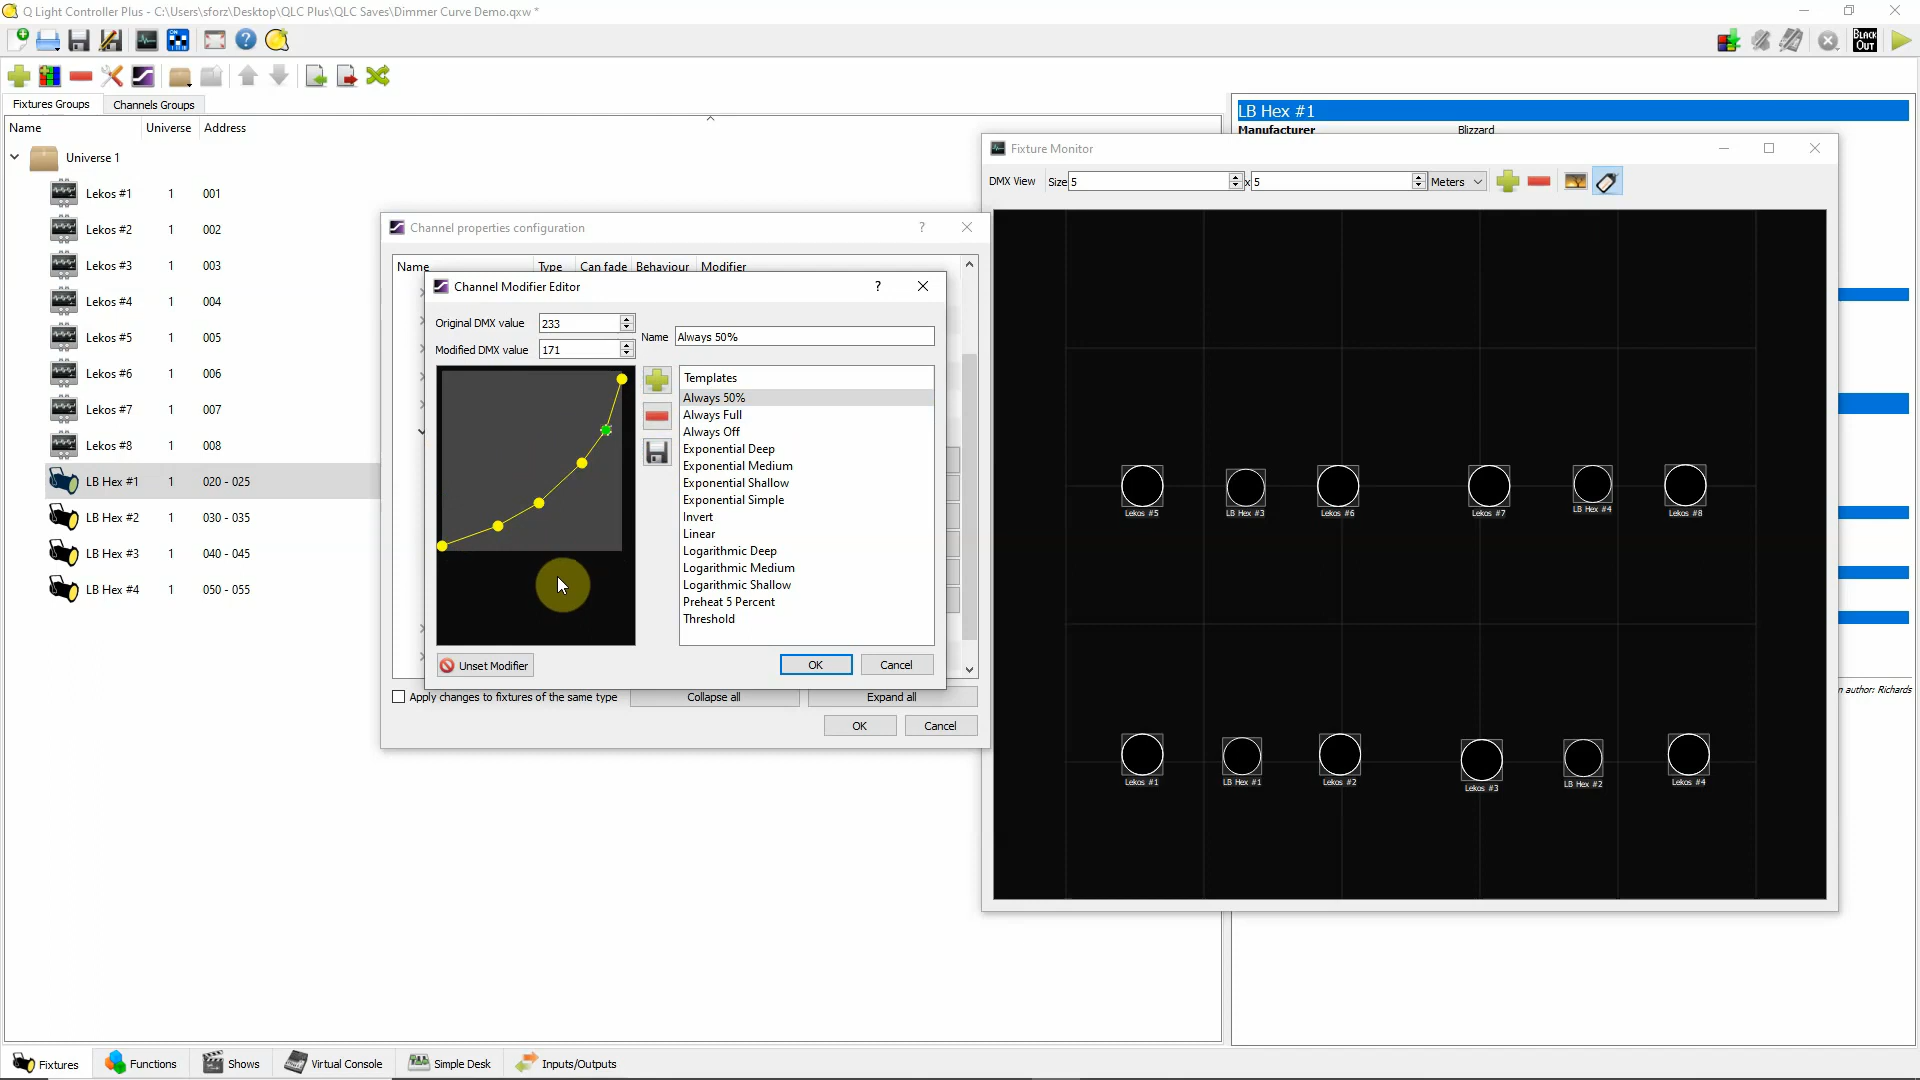 Q Light Controller Plus - C:\Users\sforz\Desktop\QLC Plus\QLC Saves\Dimmer Curve Demo.qxw *
BLACK OUT
Fixtures Groups
Channels Groups
Name Universe Address
Universe 1
Lekos #1 1 001
Lekos #2 1 002
Lekos #3 1 003
Lekos #4 1 004
Lekos #5 1 005
Lekos #6 1 006
Lekos #7 1 007
Lekos #8 1 008
LB Hex #1 1 020 - 025
LB Hex #2 1 030 - 035
LB Hex #3 1 040 - 045
LB Hex #4 1 050 - 055
Channel properties configuration
?
Name Type Can fade Behaviour Modifier
Channel Modifier Editor
?
Original DMX value 233
Modified DMX value 171
Name Always 50%
Templates
Always 50%
Always Full
Always Off
Exponential Deep
Exponential Medium
Exponential Shallow
Exponential Simple
Invert
Linear
Logarithmic Deep
Logarithmic Medium
Logarithmic Shallow
Preheat 5 Percent
Threshold
Unset Modifier
OK
Cancel
Apply changes to fixtures of the same type
Collapse all
Expand all
OK
Cancel
LB Hex #1
Manufacturer Blizzard
Fixture Monitor
DMX View Size 5 x 5 Meters
Lekos #5
LB Hex #3
Lekos #6
Lekos #7
LB Hex #4
Lekos #8
Lekos #1
LB Hex #1
Lekos #2
Lekos #3
LB Hex #2
Lekos #4
author: Richards
Fixtures
Functions
Shows
Virtual Console
Simple Desk
Inputs/Outputs